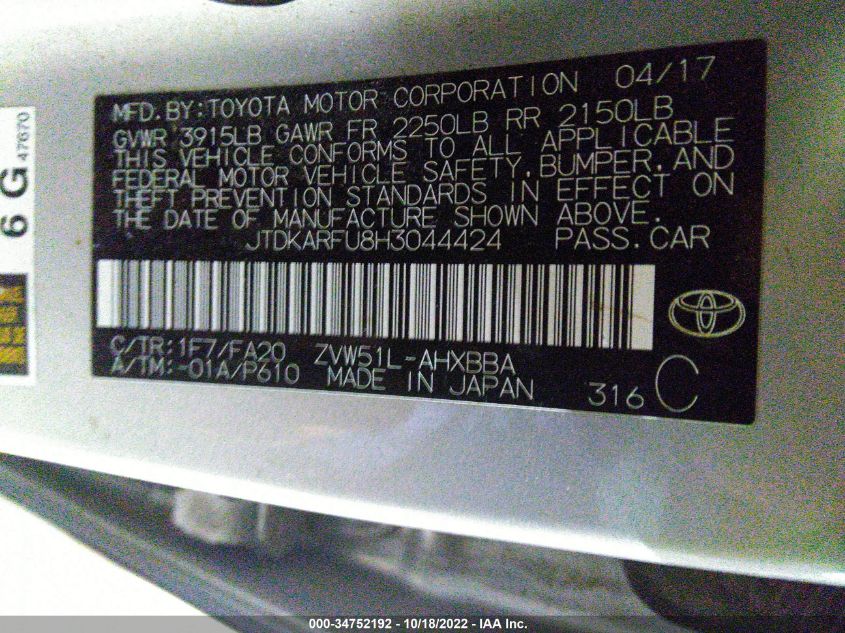 MFD. BY: TOYOTA MOTOR CORPORATION 04/17
GVWR 3915LB GAWR FR 2250LB RR 2150LB
THIS VEHICLE CONFORMS TO ALL APPLICABLE
FEDERAL MOTOR VEHICLE SAFETY, BUMPER, AND
THEFT PREVENTION STANDARDS IN EFFECT ON
THE DATE OF MANUFACTURE SHOWN ABOVE.
JTDKARFU8H3044424 PASS. CAR
C/TR: 1F7/FA20 ZVW51L-AHXBBA
A/TM: -01A/P610 MADE IN JAPAN 316 C
6 G
47670
000-34752192 - 10/18/2022 - IAA Inc.